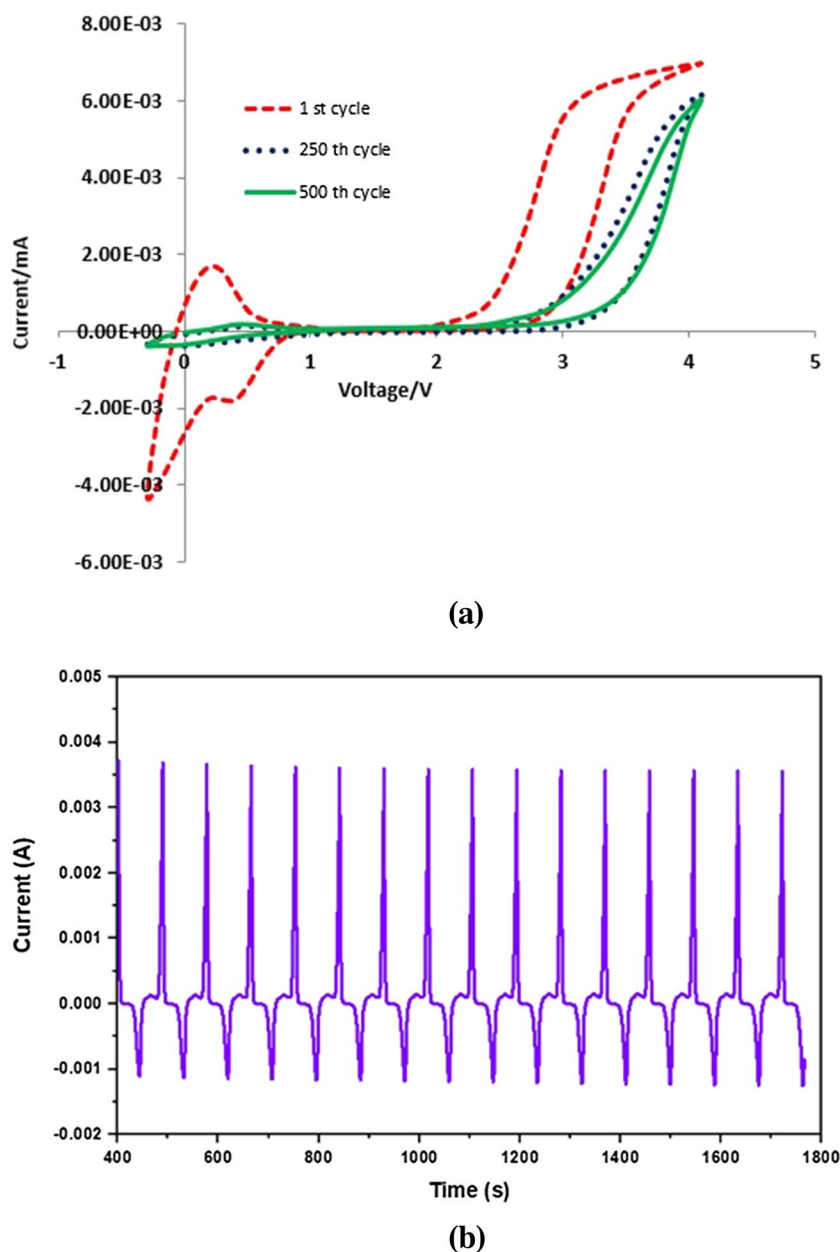 8.00E-03
6.00E-03
1 st cycle
250 th cycle
4.00E-03
500 th cycle
2.00E-03
Current/mA
0.00E+00
-1 0 1 2 3 4 5
Voltage/V
-2.00E-03
-4.00E-03
-6.00E-03
(a)
0.005
0.004
0.003
0.002
Current (A)
0.001
0.000
-0.001
-0.002
400 600 800 1000 1200 1400 1600 1800
Time (s)
(b)